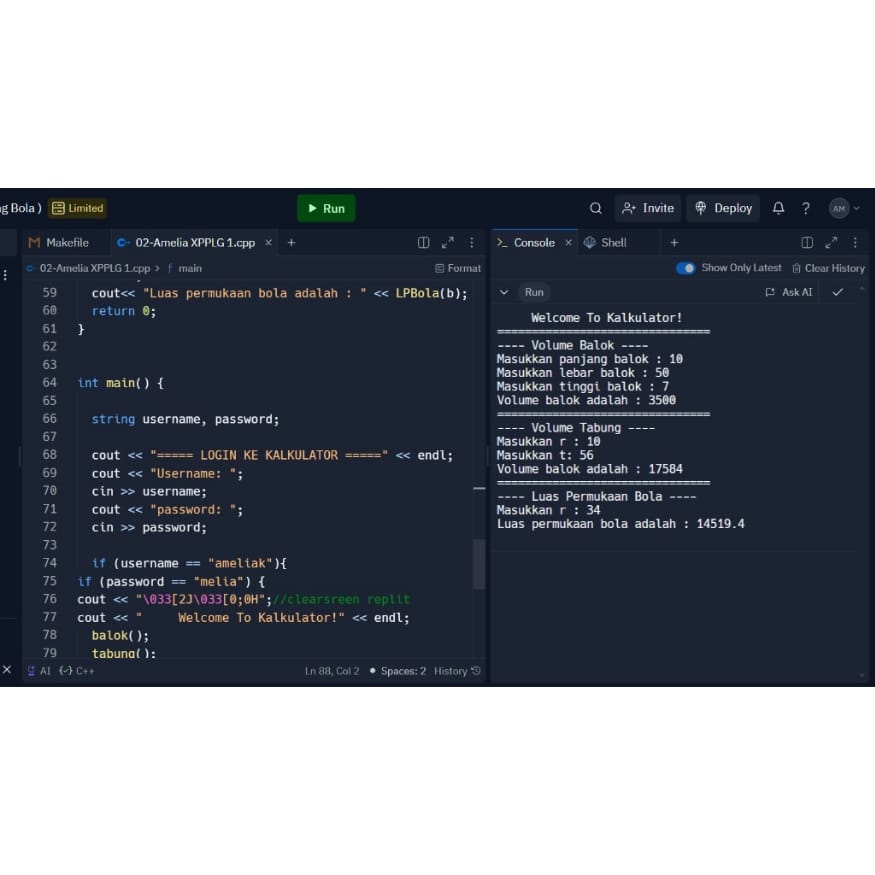 g Bola ) Limited
Run
Invite Deploy ? AM
Makefile 02-Amelia XPPLG 1.cpp × +
02-Amelia XPPLG 1.cpp > f main Format
59 cout<< "Luas permukaan bola adalah : " << LPBola(b);
60 return 0;
61 }
62
63
64 int main() {
65
66 string username, password;
67
68 cout << "===== LOGIN KE KALKULATOR =====" << endl;
69 cout << "Username: ";
70 cin >> username;
71 cout << "password: ";
72 cin >> password;
73
74 if (username == "ameliak"){
75 if (password == "melia") {
76 cout << "\033[2J\033[0;0H";//clearsreen replit
77 cout << "     Welcome To Kalkulator!" << endl;
78 balok();
79 tabung();
AI {✓} C++ Ln 88, Col 2 • Spaces: 2 History
>_ Console × Shell +
Show Only Latest Clear History
Run Ask AI
Welcome To Kalkulator!
===============================
---- Volume Balok ----
Masukkan panjang balok : 10
Masukkan lebar balok : 50
Masukkan tinggi balok : 7
Volume balok adalah : 3500
===============================
---- Volume Tabung ----
Masukkan r : 10
Masukkan t: 56
Volume balok adalah : 17584
===============================
---- Luas Permukaan Bola ----
Masukkan r : 34
Luas permukaan bola adalah : 14519.4